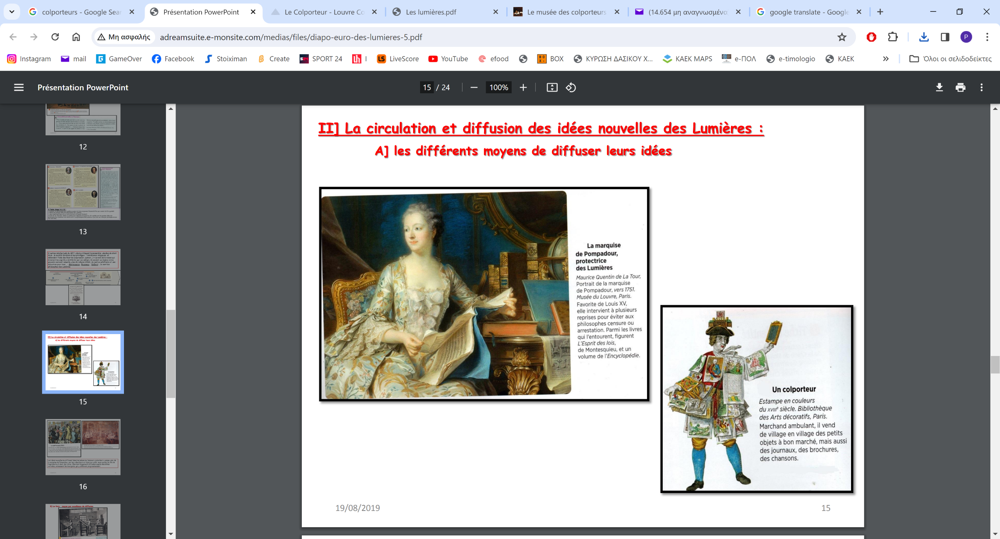 colporteurs - Google Sear
Présentation PowerPoint
Le Colporteur - Louvre Co
Les lumières.pdf
Le musée des colporteurs
(14.654 μη αναγνωσμένα
google translate - Google
Μη ασφαλής
adreamsuite.e-monsite.com/medias/files/diapo-euro-des-lumieres-5.pdf
P
Instagram
mail
GameOver
Facebook
Stoiximan
Create
SPORT 24
l
LiveScore
YouTube
efood
BOX
ΚΥΡΩΣΗ ΔΑΣΙΚΟΥ Χ...
KAEK MAPS
e-ΠΟΛ
e-timologio
ΚΑΕΚ
Όλοι οι σελιδοδείκτες
Présentation PowerPoint
15 / 24
100%
12
13
14
15
16
II] La circulation et diffusion des idées nouvelles des Lumières :
A] les différents moyens de diffuser leurs idées
La marquise
de Pompadour,
protectrice
des Lumières
Maurice Quentin de La Tour,
Portrait de la marquise
de Pompadour, vers 1751.
Musée du Louvre, Paris.
Favorite de Louis XV,
elle intervient à plusieurs
reprises pour éviter aux
philosophes censure ou
arrestation. Parmi les livres
qui l'entourent, figurent
L'Esprit des lois,
de Montesquieu, et un
volume de l'Encyclopédie.
Un colporteur
Estampe en couleurs
du XVIIIe siècle. Bibliothèque
des Arts décoratifs, Paris.
Marchand ambulant, il vend
de village en village des petits
objets à bon marché, mais aussi
des journaux, des brochures,
des chansons.
19/08/2019
15